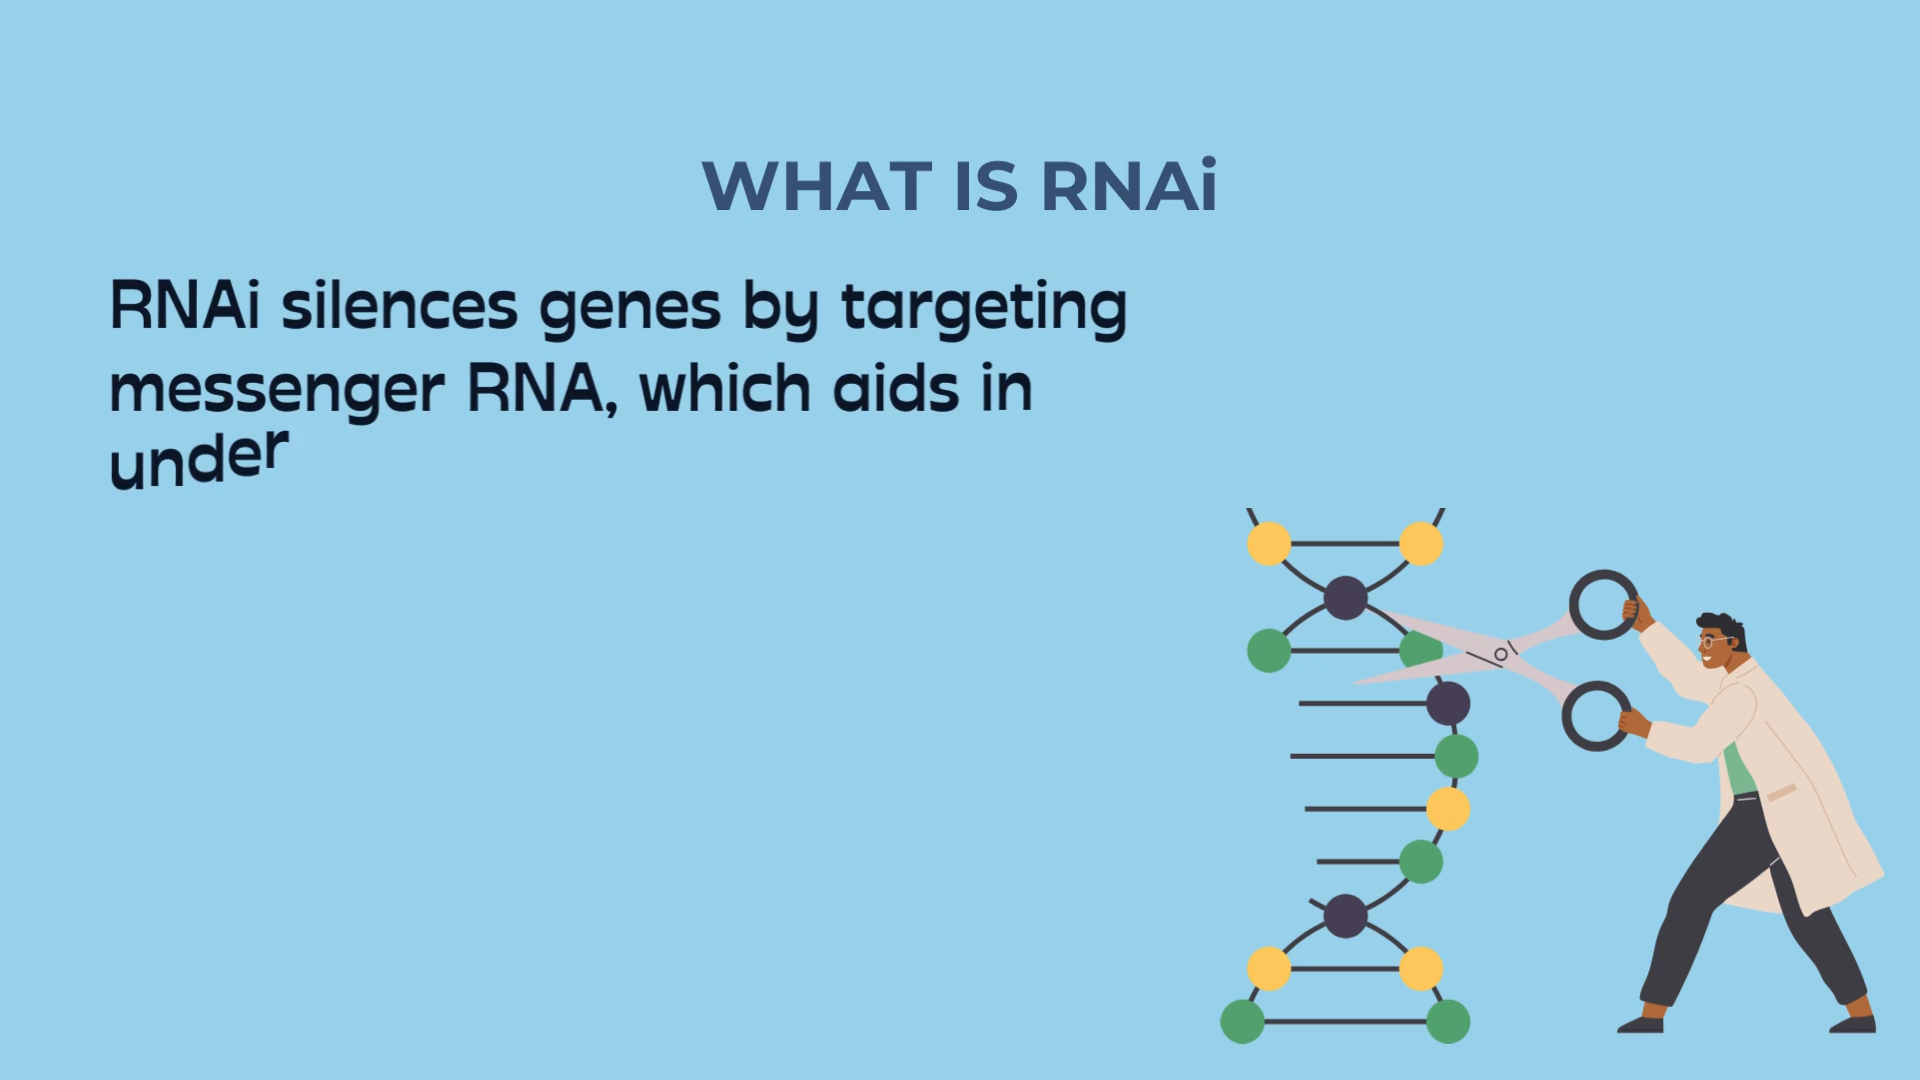 WHAT IS RNAi
RNAi silences genes by targeting
messenger RNA, which aids in
under